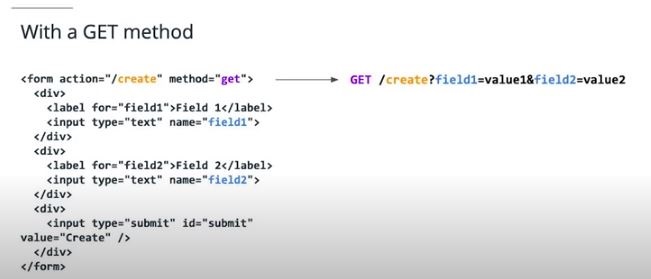 With a GET method
<form action="/create" method="get">
GET /create?field1=value1&field2=value2
<div>
<label for="field1">Field 1</label>
<input type="text" name="field1">
</div>
<div>
<label for="field2">Field 2</label>
<input type="text" name="field2">
</div>
<div>
<input type="submit" id="submit"
value="Create" />
</div>
</form>